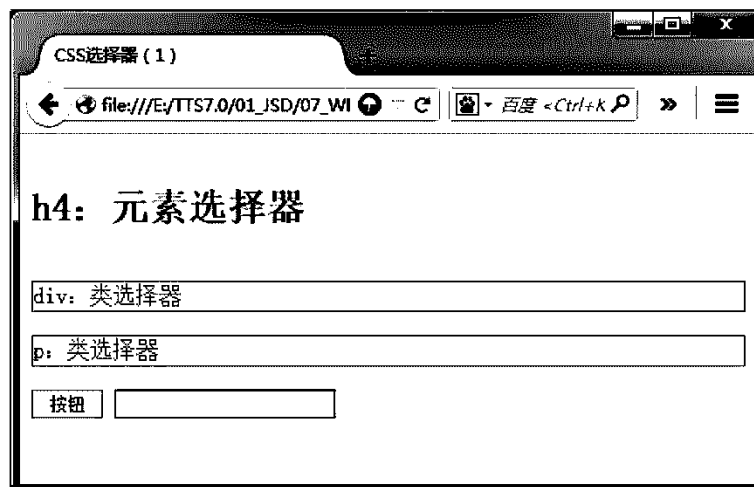 CSS选择器（1）
file:///E:/TTS7.0/01_JSD/07_WI
百度 <Ctrl+K
h4：元素选择器
div：类选择器
p：类选择器
按钮